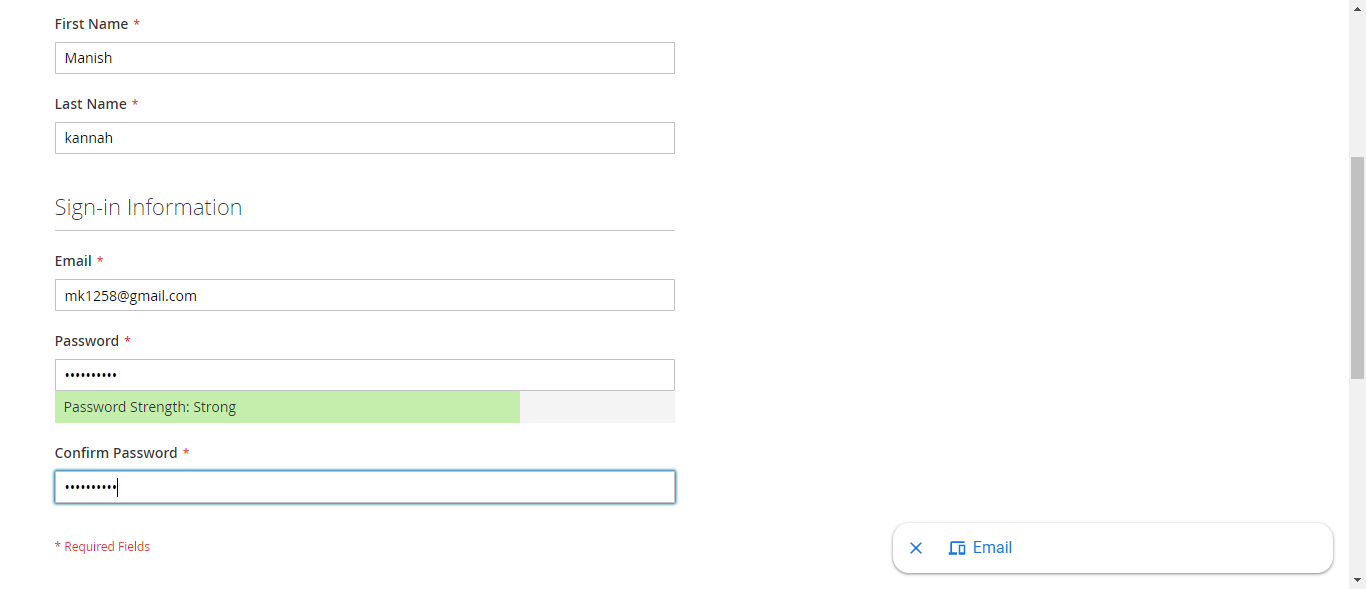 First Name *
Manish
Last Name *
kannah
Sign-in Information
Email *
mk1258@gmail.com
Password *
••••••••••
Password Strength: Strong
Confirm Password *
••••••••••
* Required Fields
Email